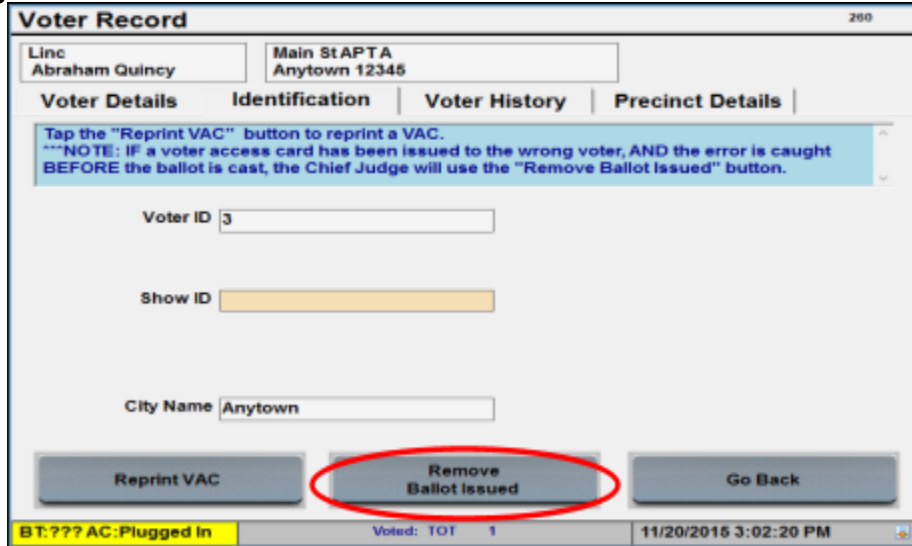 Voter Record
260
Linc
Abraham Quincy
Main St APT A
Anytown 12345
Voter Details Identification Voter History Precinct Details
Tap the "Reprint VAC" button to reprint a VAC.
***NOTE: IF a voter access card has been issued to the wrong voter, AND the error is caught
BEFORE the ballot is cast, the Chief Judge will use the "Remove Ballot Issued" button.
Voter ID 3
Show ID
City Name Anytown
Reprint VAC
Remove
Ballot Issued
Go Back
BT:??? AC:Plugged In Voted: TOT 1 11/20/2015 3:02:20 PM